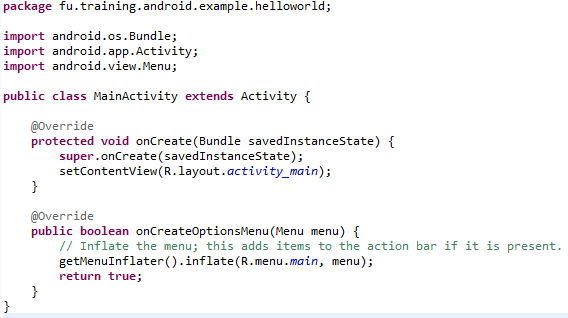 package fu.training.android.example.helloworld;
import android.os.Bundle;
import android.app.Activity;
import android.view.Menu;
public class MainActivity extends Activity {
@Override
protected void onCreate(Bundle savedInstanceState) {
super.onCreate(savedInstanceState);
setContentView(R.layout.activity_main);
}
@Override
public boolean onCreateOptionsMenu(Menu menu) {
// Inflate the menu; this adds items to the action bar if it is present.
getMenuInflater().inflate(R.menu.main, menu);
return true;
}
}